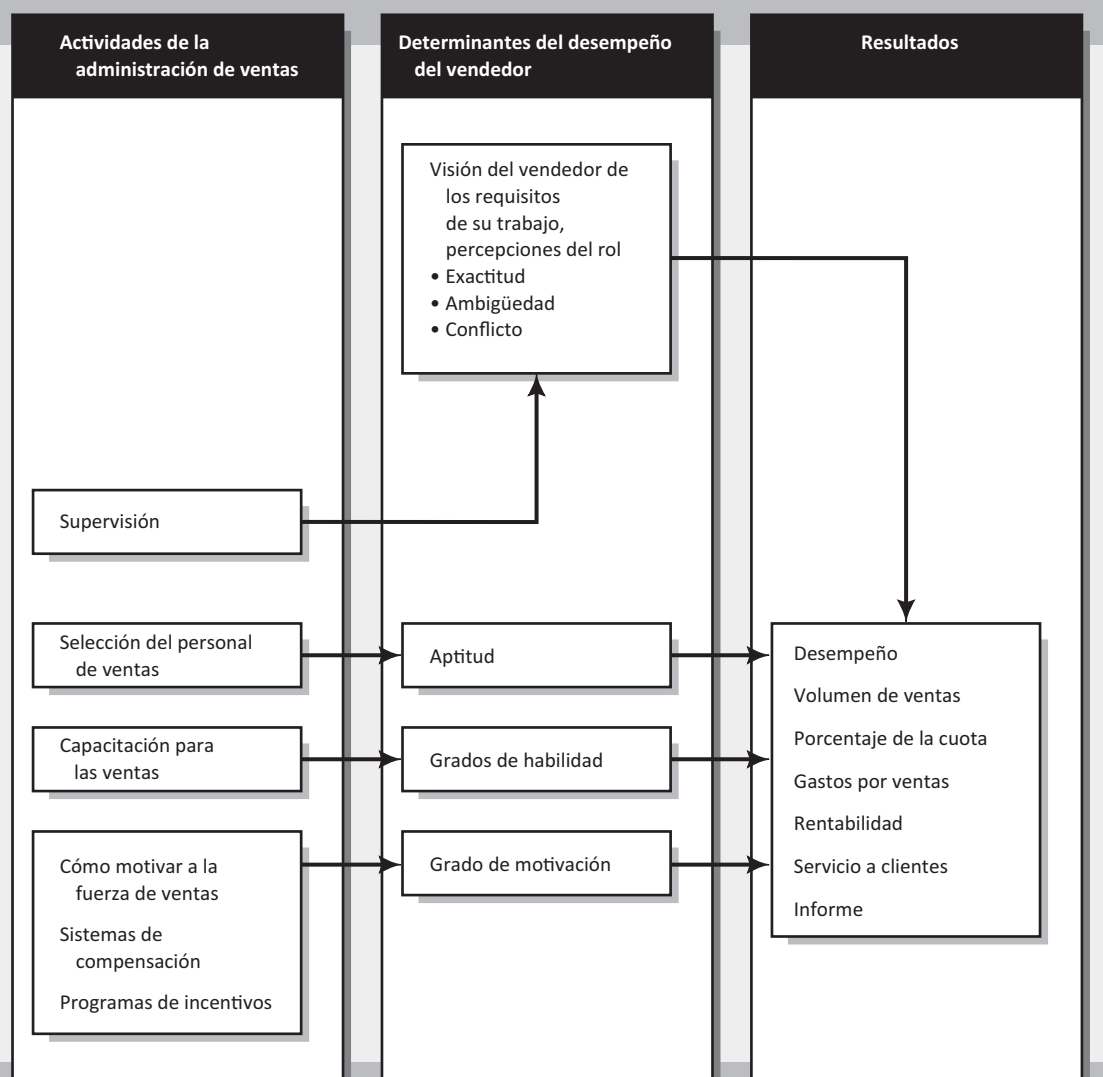 Actividades de la
administración de ventas
Determinantes del desempeño
del vendedor
Resultados
Visión del vendedor de
los requisitos
de su trabajo,
percepciones del rol
• Exactitud
• Ambigüedad
• Conflicto
Supervisión
Selección del personal
de ventas
Aptitud
Capacitación para
las ventas
Grados de habilidad
Cómo motivar a la
fuerza de ventas
Sistemas de
compensación
Programas de incentivos
Grado de motivación
Desempeño
Volumen de ventas
Porcentaje de la cuota
Gastos por ventas
Rentabilidad
Servicio a clientes
Informe